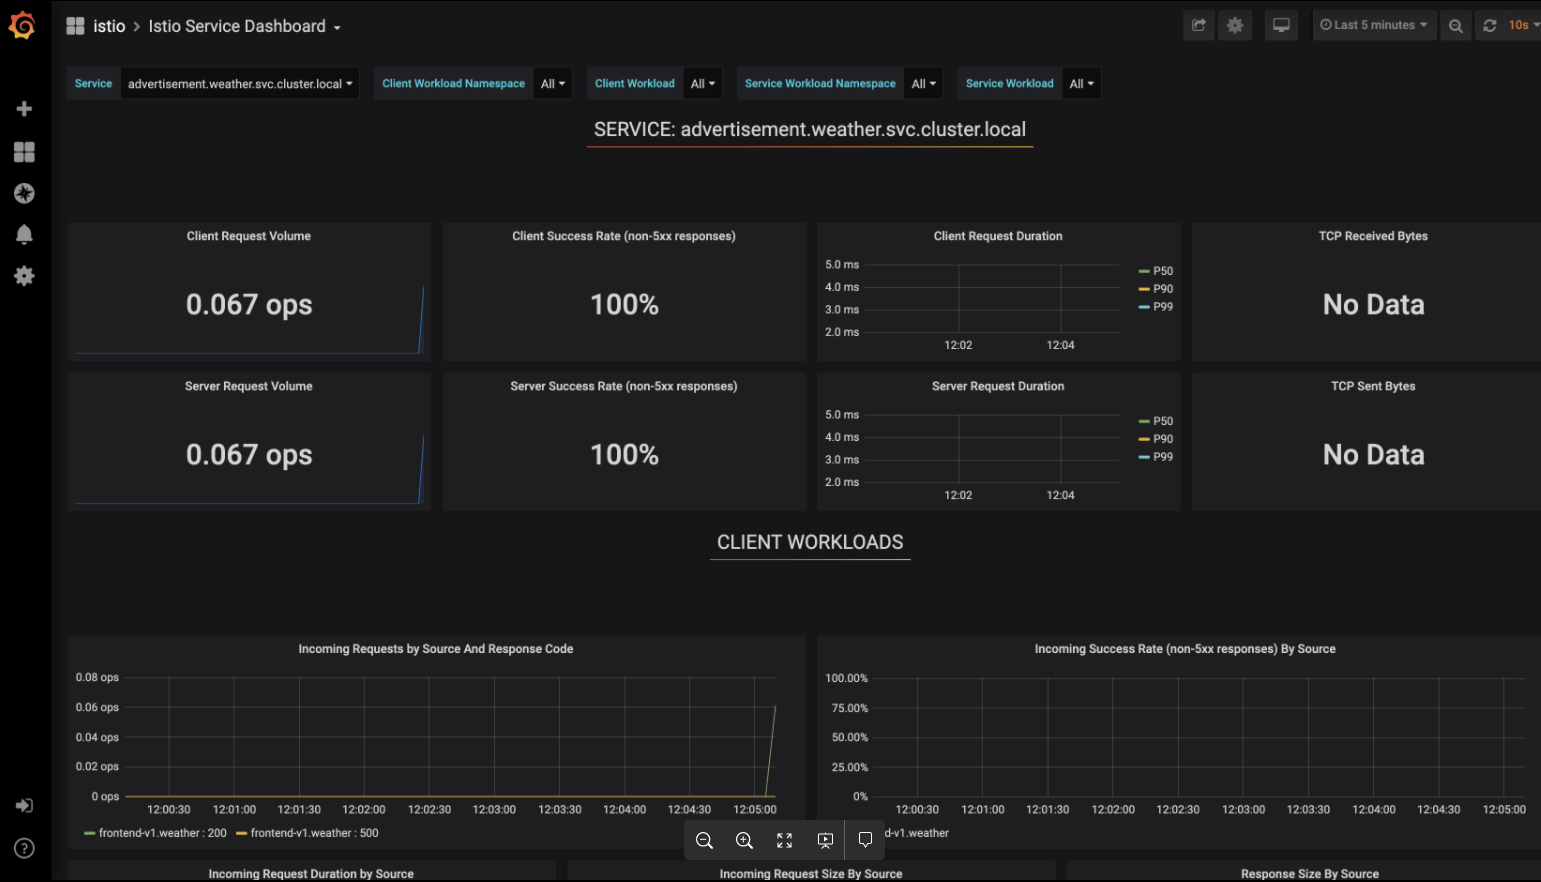 istio > Istio Service Dashboard
Last 5 minutes
10s
Service advertisement.weather.svc.cluster.local
Client Workload Namespace All
Client Workload All
Service Workload Namespace All
Service Workload All
SERVICE: advertisement.weather.svc.cluster.local
Client Request Volume
0.067 ops
Client Success Rate (non-5xx responses)
100%
Client Request Duration
5.0 ms
4.0 ms
3.0 ms
2.0 ms
12:02 12:04
P50
P90
P99
TCP Received Bytes
No Data
Server Request Volume
0.067 ops
Server Success Rate (non-5xx responses)
100%
Server Request Duration
5.0 ms
4.0 ms
3.0 ms
2.0 ms
12:02 12:04
P50
P90
P99
TCP Sent Bytes
No Data
CLIENT WORKLOADS
Incoming Requests by Source And Response Code
0.08 ops
0.06 ops
0.04 ops
0.02 ops
0 ops
12:00:30 12:01:00 12:01:30 12:02:00 12:02:30 12:03:00 12:03:30 12:04:00 12:04:30 12:05:00
frontend-v1.weather : 200 frontend-v1.weather : 500
Incoming Success Rate (non-5xx responses) By Source
100.00%
75.00%
50.00%
25.00%
0%
12:00:30 12:01:00 12:01:30 12:02:00 12:02:30 12:03:00 12:03:30 12:04:00 12:04:30 12:05:00
d-v1.weather
Incoming Request Duration by Source
Incoming Request Size By Source
Response Size By Source